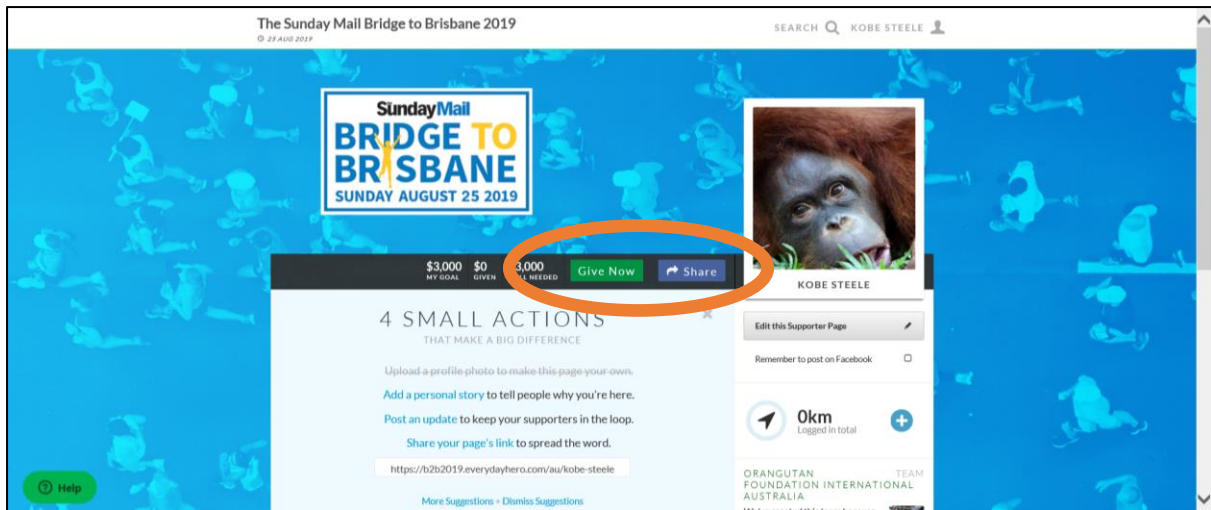 The Sunday Mail Bridge to Brisbane 2019
25 AUG 2019
SEARCH KOBE STEELE
SundayMail
BRIDGE TO
BRISBANE
SUNDAY AUGUST 25 2019
$3,000 $0 3,000
MY GOAL GIVEN NEEDED
Give Now
Share
KOBE STEELE
4 SMALL ACTIONS
THAT MAKE A BIG DIFFERENCE
Upload a profile photo to make this page your own.
Add a personal story to tell people why you're here.
Post an update to keep your supporters in the loop.
Share your page's link to spread the word.
https://b2b2019.everydayhero.com/au/kobe-steele
More Suggestions • Dismiss Suggestions
Edit this Supporter Page
Remember to post on Facebook
0km
Logged in total
ORANGUTAN TEAM
FOUNDATION INTERNATIONAL
AUSTRALIA
Help